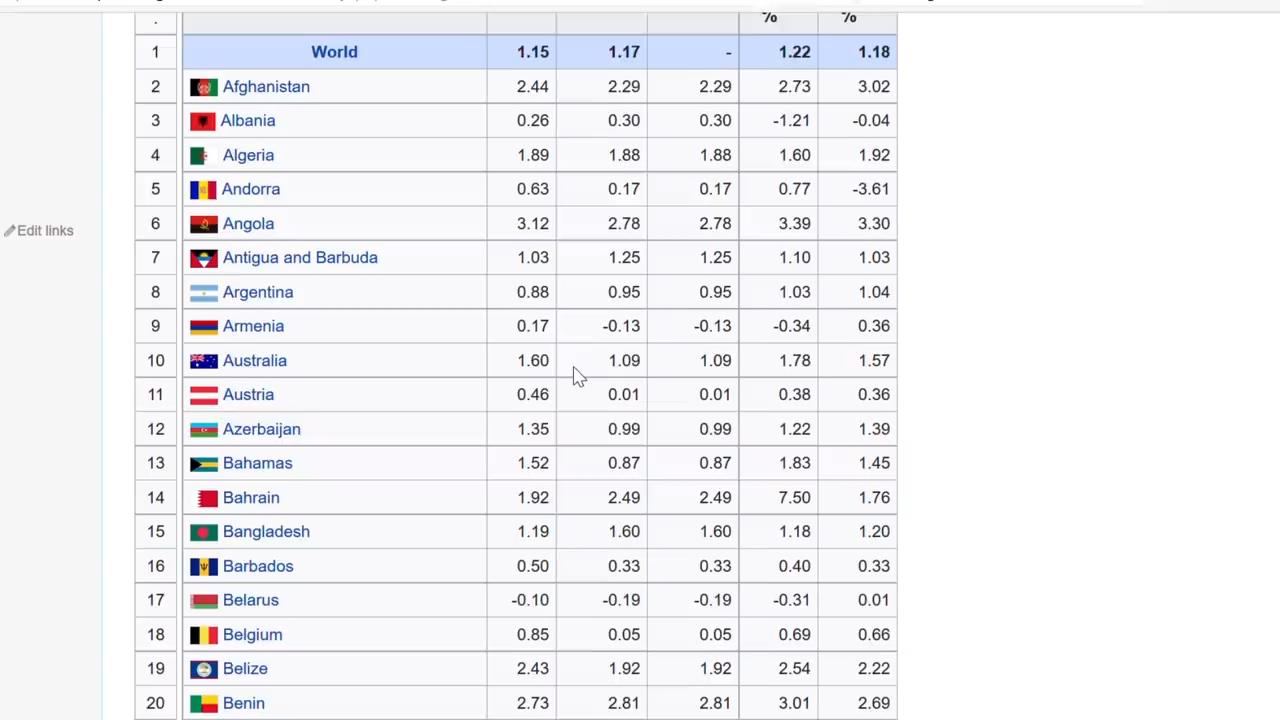 . % %
1 World 1.15 1.17 - 1.22 1.18
2 Afghanistan 2.44 2.29 2.29 2.73 3.02
3 Albania 0.26 0.30 0.30 -1.21 -0.04
4 Algeria 1.89 1.88 1.88 1.60 1.92
5 Andorra 0.63 0.17 0.17 0.77 -3.61
6 Angola 3.12 2.78 2.78 3.39 3.30
Edit links
7 Antigua and Barbuda 1.03 1.25 1.25 1.10 1.03
8 Argentina 0.88 0.95 0.95 1.03 1.04
9 Armenia 0.17 -0.13 -0.13 -0.34 0.36
10 Australia 1.60 1.09 1.09 1.78 1.57
11 Austria 0.46 0.01 0.01 0.38 0.36
12 Azerbaijan 1.35 0.99 0.99 1.22 1.39
13 Bahamas 1.52 0.87 0.87 1.83 1.45
14 Bahrain 1.92 2.49 2.49 7.50 1.76
15 Bangladesh 1.19 1.60 1.60 1.18 1.20
16 Barbados 0.50 0.33 0.33 0.40 0.33
17 Belarus -0.10 -0.19 -0.19 -0.31 0.01
18 Belgium 0.85 0.05 0.05 0.69 0.66
19 Belize 2.43 1.92 1.92 2.54 2.22
20 Benin 2.73 2.81 2.81 3.01 2.69